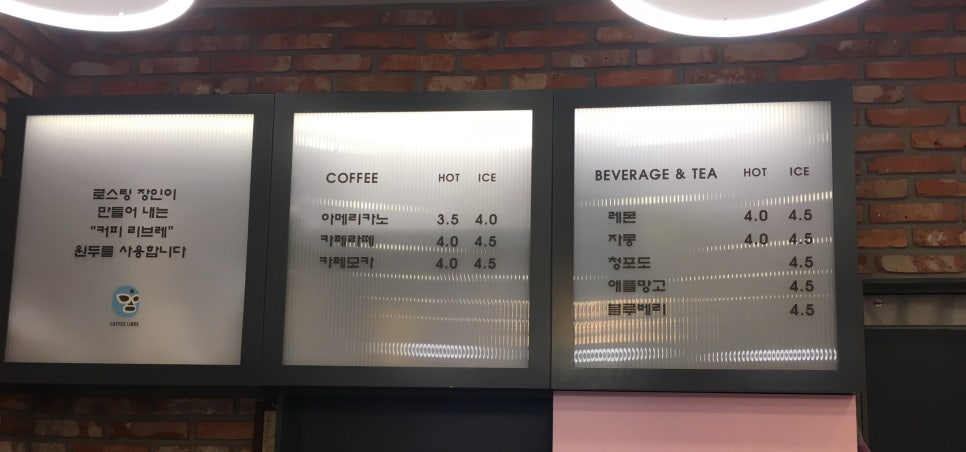 로스팅 장인이
만들어 내는
"커피 리브레"
원두를 사용합니다
COFFEE LIBRE
COFFEE HOT ICE
아메리카노 3.5 4.0
카페라떼 4.0 4.5
카페모카 4.0 4.5
BEVERAGE & TEA HOT ICE
레몬 4.0 4.5
자몽 4.0 4.5
청포도 4.5
애플망고 4.5
블루베리 4.5